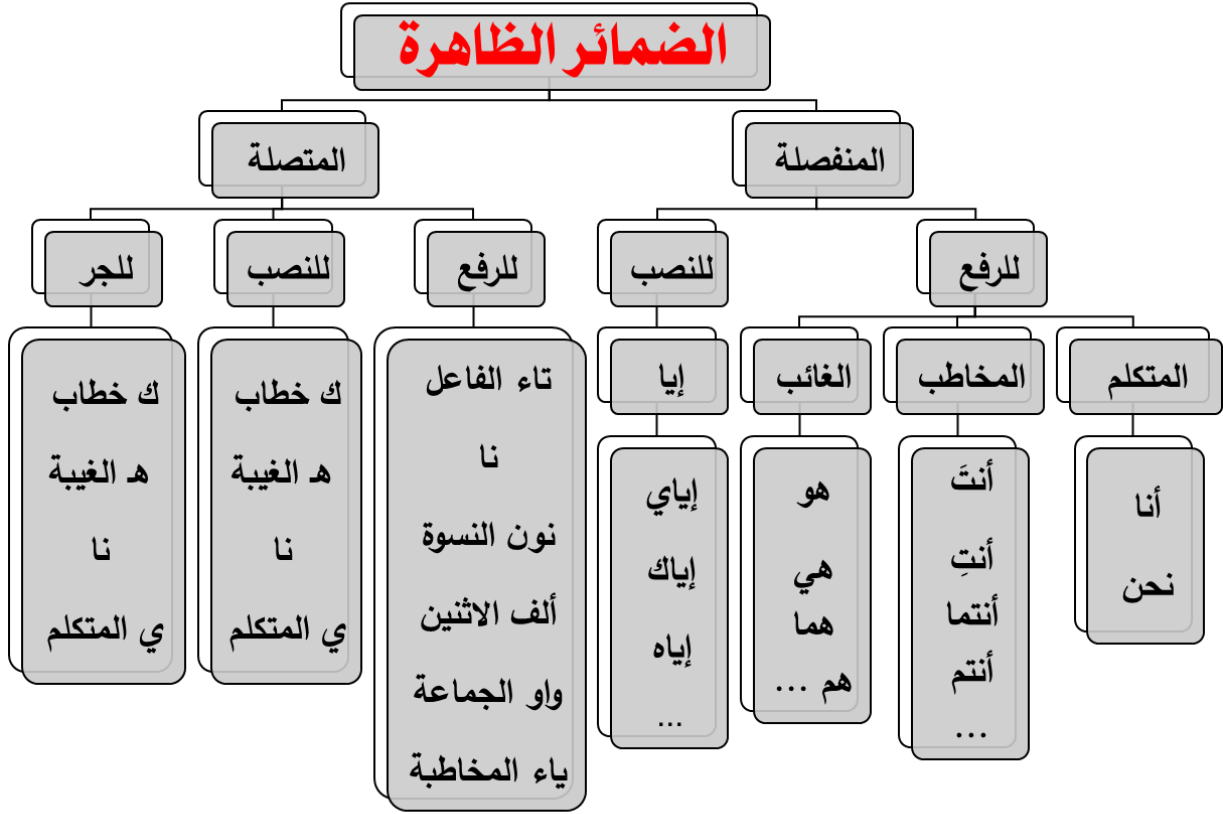 الضمائر الظاهرة
المنفصلة
المتصلة
للرفع
للنصب
للرفع
للنصب
للجر
المتكلم
المخاطب
الغائب
إيا
أنا
نحن
أنتَ
أنتِ
أنتما
أنتم
...
هو
هي
هما
هم ...
إياي
إياك
إياه
...
تاء الفاعل
نا
نون النسوة
ألف الاثنين
واو الجماعة
ياء المخاطبة
ك خطاب
هـ الغيبة
نا
ي المتكلم
ك خطاب
هـ الغيبة
نا
ي المتكلم